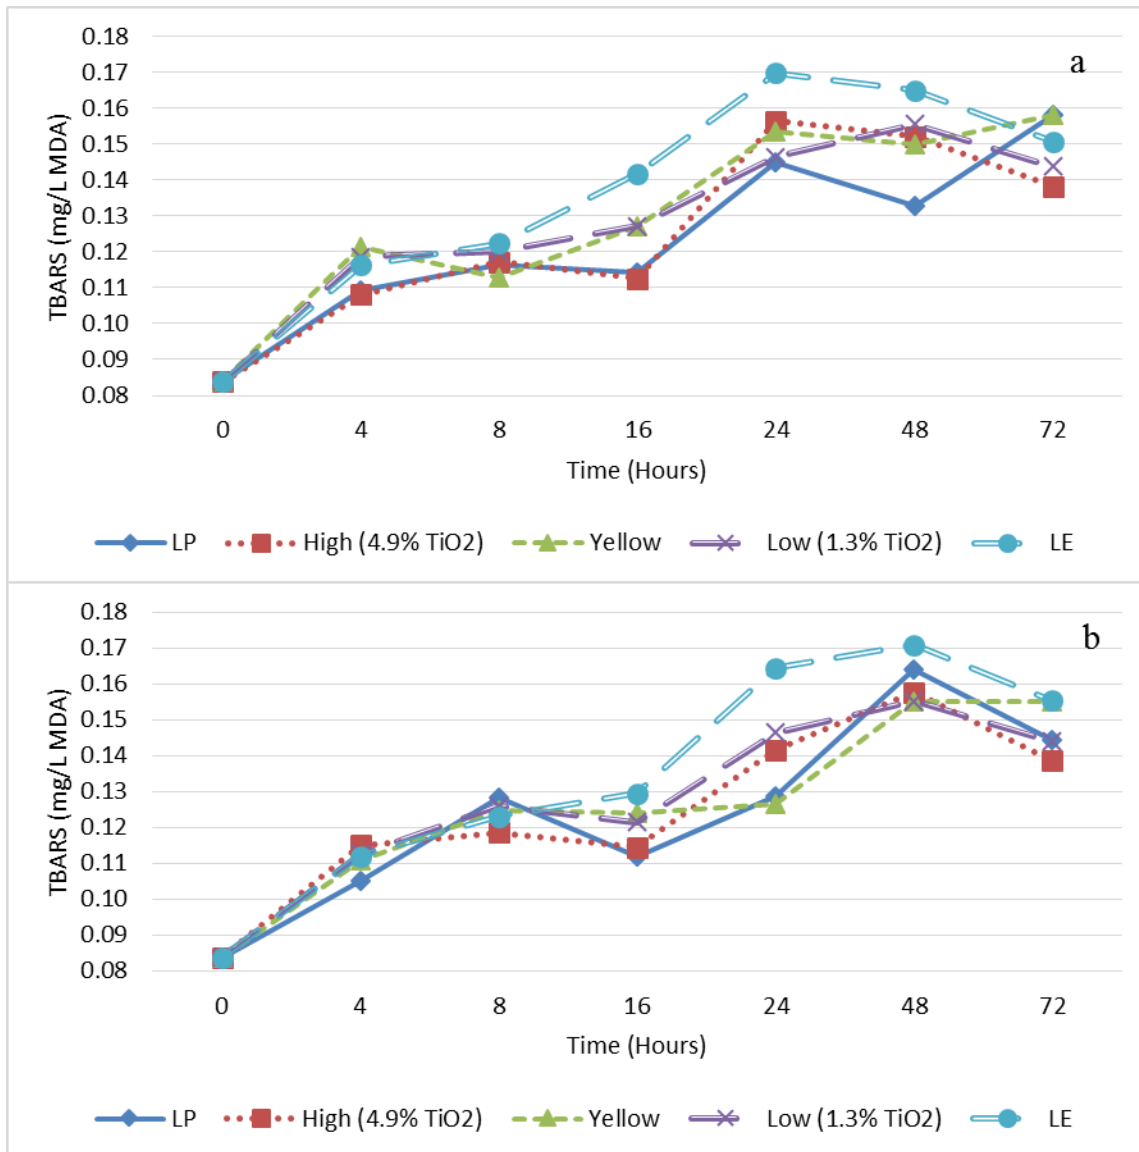 a
0.18
0.17
0.16
0.15
0.14
0.13
0.12
0.11
0.10
0.09
0.08
TBARS (mg/L MDA)
0 4 8 16 24 48 72
Time (Hours)
LP High (4.9% TiO2) Yellow Low (1.3% TiO2) LE
b
0.18
0.17
0.16
0.15
0.14
0.13
0.12
0.11
0.10
0.09
0.08
TBARS (mg/L MDA)
0 4 8 16 24 48 72
Time (Hours)
LP High (4.9% TiO2) Yellow Low (1.3% TiO2) LE